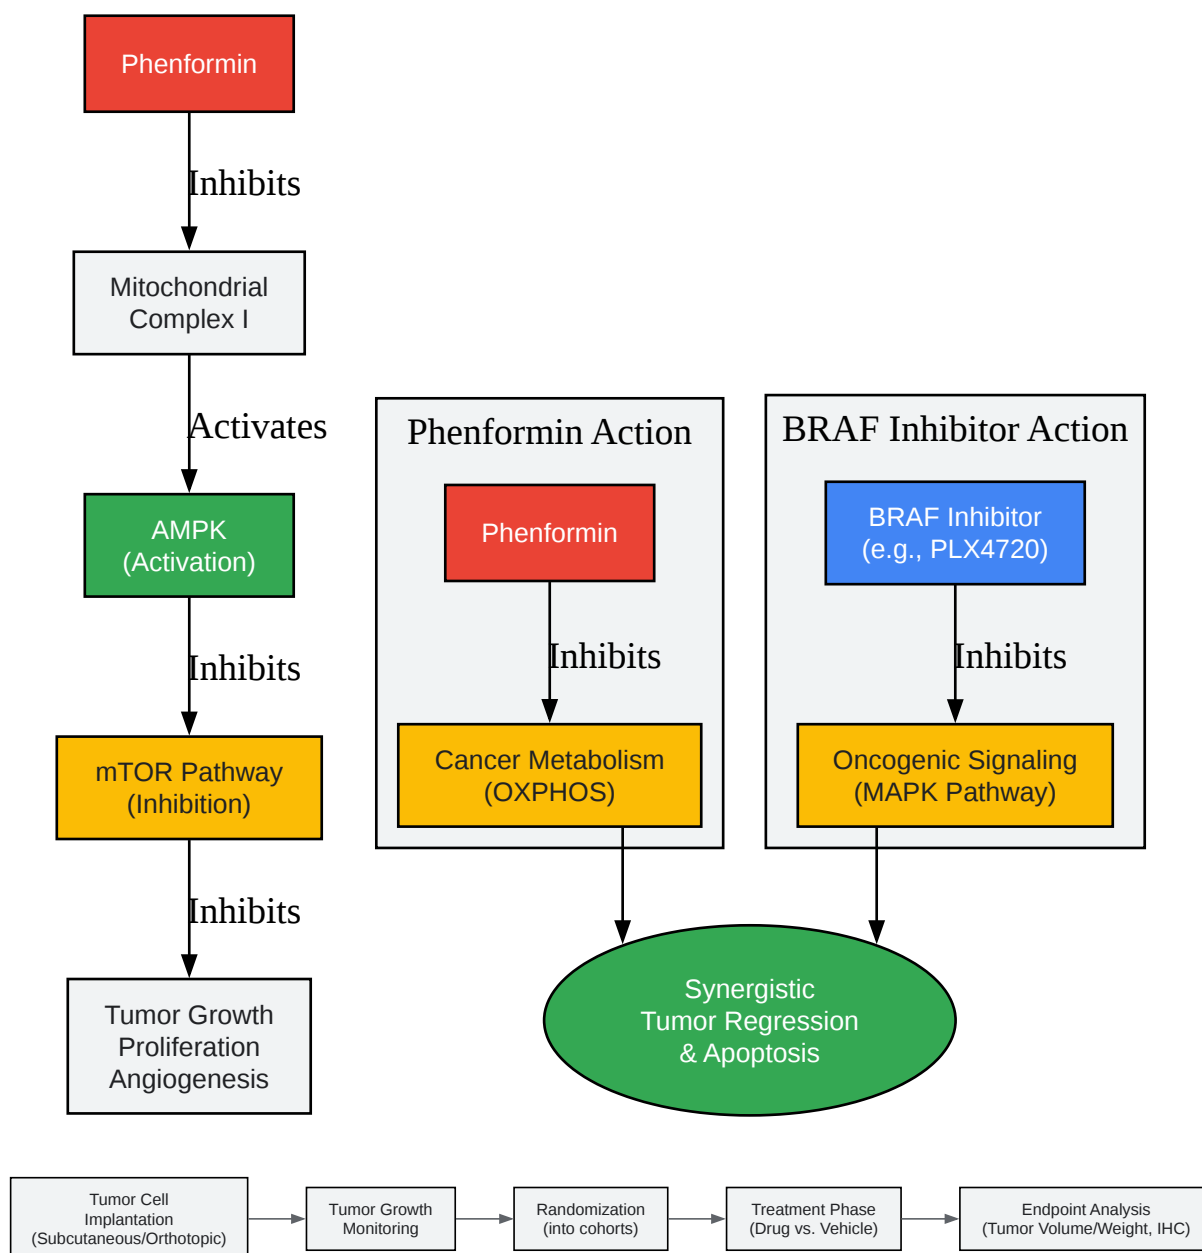 Phenformin
Inhibits
Mitochondrial
Complex I
Activates
AMPK
(Activation)
Inhibits
mTOR Pathway
(Inhibition)
Inhibits
Tumor Growth
Proliferation
Angiogenesis
Phenformin Action
Phenformin
Inhibits
Cancer Metabolism
(OXPHOS)
BRAF Inhibitor Action
BRAF Inhibitor
(e.g., PLX4720)
Inhibits
Oncogenic Signaling
(MAPK Pathway)
Synergistic
Tumor Regression
& Apoptosis
Tumor Cell
Implantation
(Subcutaneous/Orthotopic)
Tumor Growth
Monitoring
Randomization
(into cohorts)
Treatment Phase
(Drug vs. Vehicle)
Endpoint Analysis
(Tumor Volume/Weight, IHC)